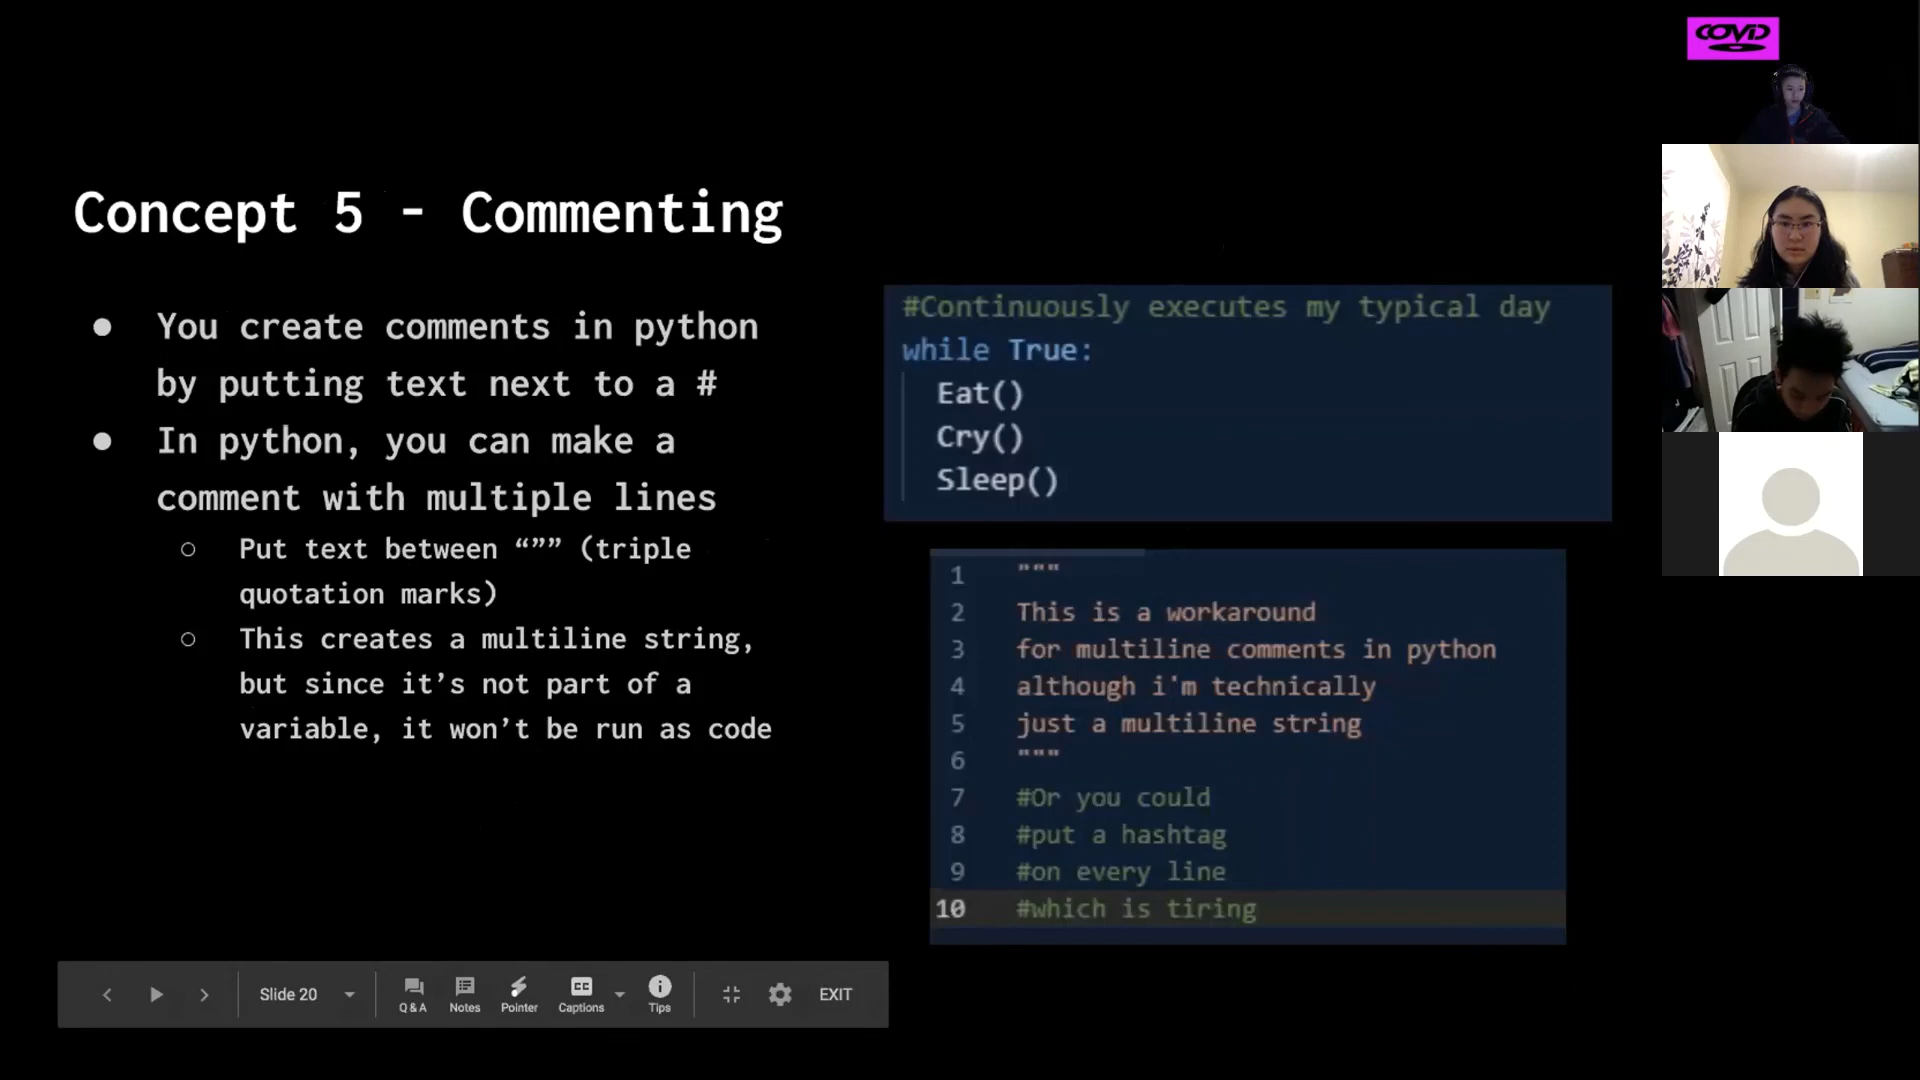 COVID
Concept 5 - Commenting
● You create comments in python
by putting text next to a #
● In python, you can make a
comment with multiple lines
○ Put text between “”” (triple
quotation marks)
○ This creates a multiline string,
but since it’s not part of a
variable, it won’t be run as code
#Continuously executes my typical day
while True:
Eat()
Cry()
Sleep()
1 """
2 This is a workaround
3 for multiline comments in python
4 although i'm technically
5 just a multiline string
6 """
7 #Or you could
8 #put a hashtag
9 #on every line
10 #which is tiring
Slide 20
Q & A
Notes
Pointer
CC
Captions
Tips
EXIT